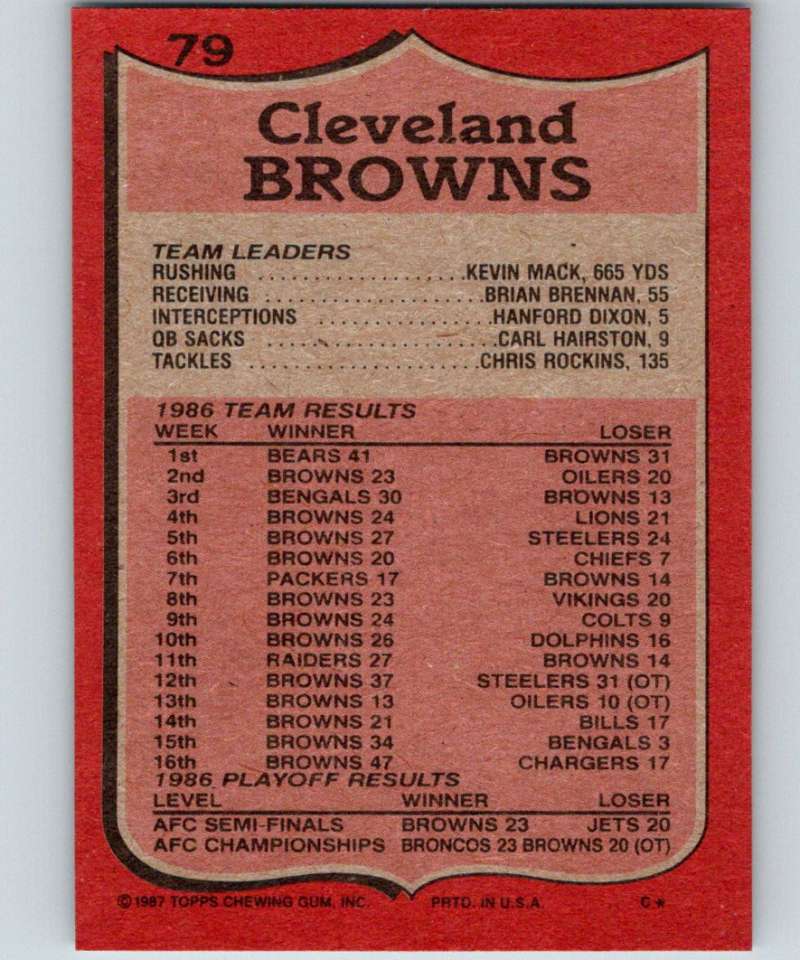 79
Cleveland
BROWNS
TEAM LEADERS
RUSHING ...................KEVIN MACK, 665 YDS
RECEIVING ....................BRIAN BRENNAN, 55
INTERCEPTIONS ...............HANFORD DIXON, 5
QB SACKS ....................CARL HAIRSTON, 9
TACKLES ....................CHRIS ROCKINS, 135
1986 TEAM RESULTS
WEEK WINNER LOSER
1st BEARS 41 BROWNS 31
2nd BROWNS 23 OILERS 20
3rd BENGALS 30 BROWNS 13
4th BROWNS 24 LIONS 21
5th BROWNS 27 STEELERS 24
6th BROWNS 20 CHIEFS 7
7th PACKERS 17 BROWNS 14
8th BROWNS 23 VIKINGS 20
9th BROWNS 24 COLTS 9
10th BROWNS 26 DOLPHINS 16
11th RAIDERS 27 BROWNS 14
12th BROWNS 37 STEELERS 31 (OT)
13th BROWNS 13 OILERS 10 (OT)
14th BROWNS 21 BILLS 17
15th BROWNS 34 BENGALS 3
16th BROWNS 47 CHARGERS 17
1986 PLAYOFF RESULTS
LEVEL WINNER LOSER
AFC SEMI-FINALS BROWNS 23 JETS 20
AFC CHAMPIONSHIPS BRONCOS 23 BROWNS 20 (OT)
©1987 TOPPS CHEWING GUM, INC. PRTD. IN U.S.A. C*